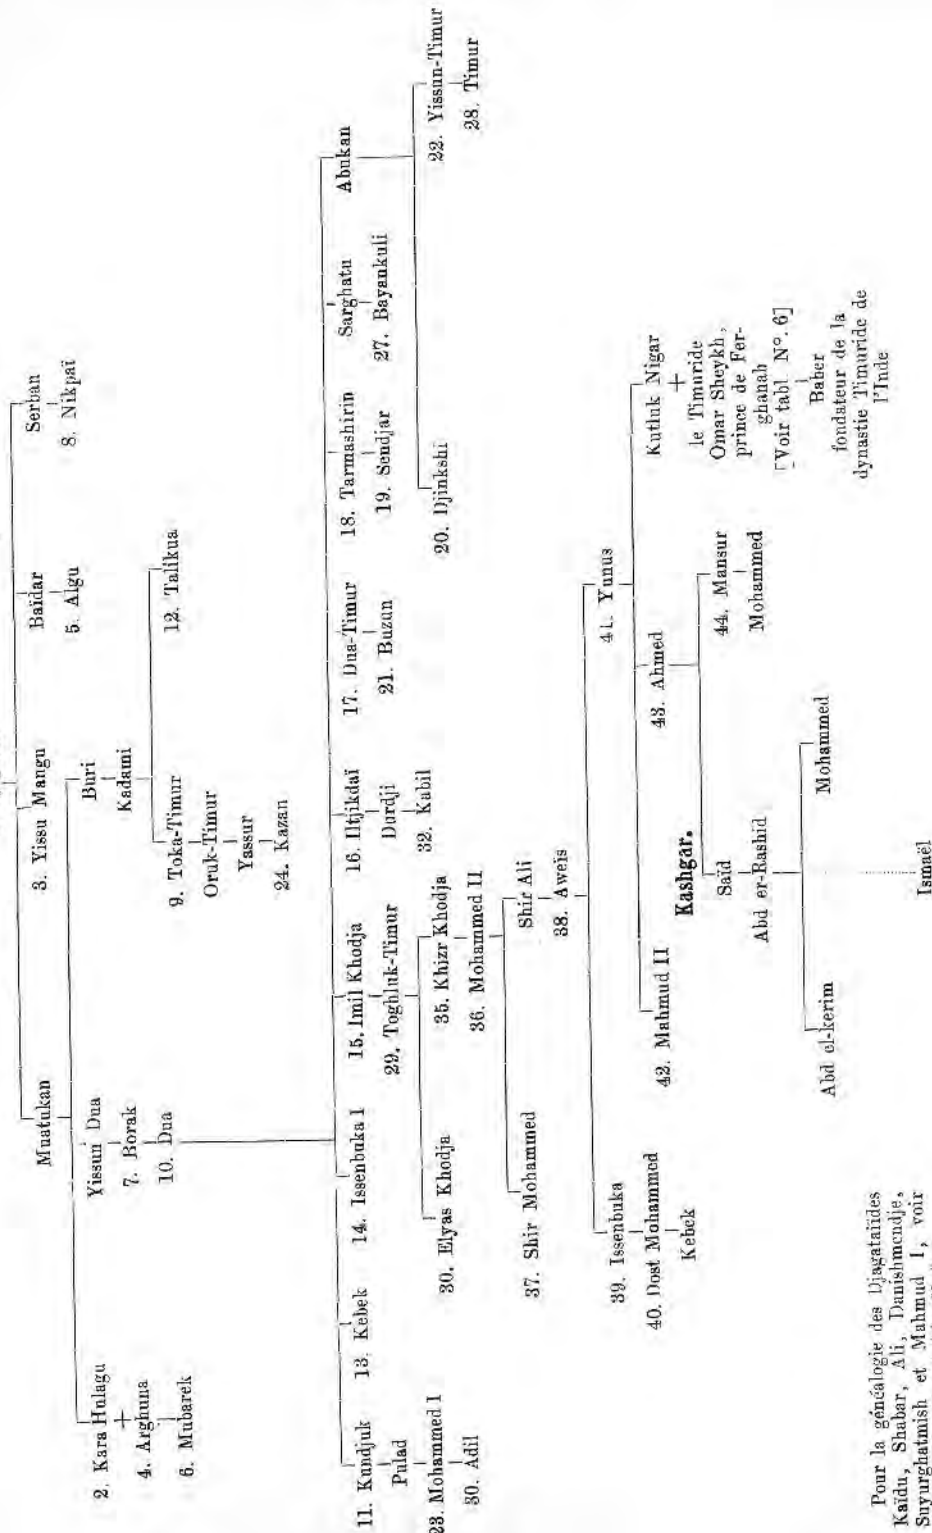 Muatukan
3. Yissu Mangu
Baïdar
Serban
5. Algu
8. Nikpaï
2. Kara Hulagu
+
4. Arghuna
6. Mubarek
Yissun Dua
7. Borak
10. Dua
Buri
Kadami
9. Toka-Timur
12. Talikua
Oruk-Timur
Yassur
24. Kazan
11. Kundjuk
13. Kebek
14. Issenbuka I
15. Imil Khodja
16. Iltjikdaï
17. Dua-Timur
18. Tarmashirin
Sarghatu
Abukan
Pulad
29. Toghluk-Timur
Durdji
21. Buzun
19. Sendjar
27. Bayankuli
23. Mohammed I
32. Kabil
20. Djinkshi
22. Yissun-Timur
30. Adil
28. Timur
30. Elyas Khodja
35. Khizr Khodja
36. Mohammed II
37. Shir Mohammed
Shir Ali
38. Aweïs
39. Issenbuka
41. Yunus
40. Dost Mohammed
Kebek
42. Mahmud II
43. Ahmed
Kutluk Nigar
+
le Timuride
Omar Sheykh,
prince de Fer-
ghanah
[Voir tabl N°. 6]
Baber
fondateur de la
dynastie Timuride de
l'Inde
Kashgar.
Saïd
44. Mansur
Abd er-Rashid
Mohammed
Abd el-kerim
Mohammed
Ismaël
Pour la généalogie des Djagataïides
Kaïdu, Shabar, Ali, Danishmendje,
Suyurghatmish et Mahmud I, voir